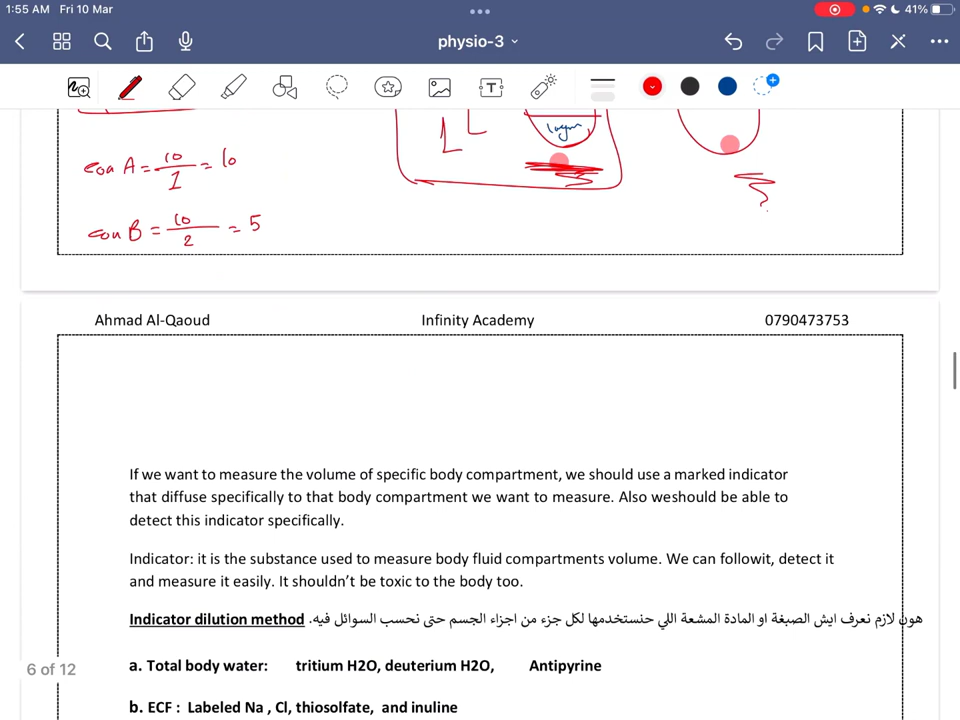 1:55 AM Fri 10 Mar 41%
physio-3
L L 10gm
con A = 10/1 = 10
con B = 10/2 = 5
Ahmad Al-Qaoud Infinity Academy 0790473753
If we want to measure the volume of specific body compartment, we should use a marked indicator
that diffuse specifically to that body compartment we want to measure. Also weshould be able to
detect this indicator specifically.
Indicator: it is the substance used to measure body fluid compartments volume. We can followit, detect it
and measure it easily. It shouldn't be toxic to the body too.
Indicator dilution method هون لازم نعرف ايش الصبغة او المادة المشعة اللي حنستخدمها لكل جزء من اجزاء الجسم حتى نحسب السوائل فيه.
6 of 12
a. Total body water: tritium H2O, deuterium H2O, Antipyrine
b. ECF : Labeled Na , Cl, thiosolfate, and inuline